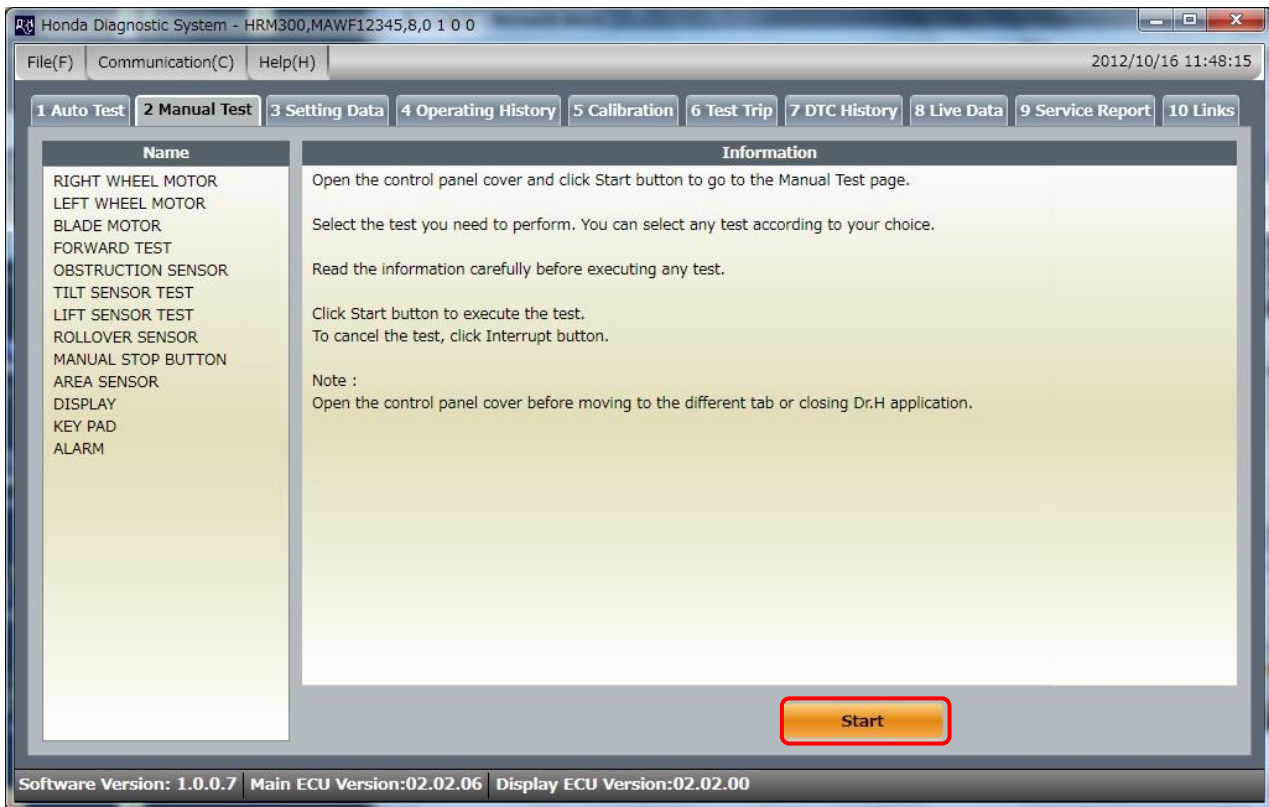 Honda Diagnostic System - HRM300,MAWF12345,8,0 1 0 0
File(F) Communication(C) Help(H) 2012/10/16 11:48:15
1 Auto Test 2 Manual Test 3 Setting Data 4 Operating History 5 Calibration 6 Test Trip 7 DTC History 8 Live Data 9 Service Report 10 Links
Name
RIGHT WHEEL MOTOR
LEFT WHEEL MOTOR
BLADE MOTOR
FORWARD TEST
OBSTRUCTION SENSOR
TILT SENSOR TEST
LIFT SENSOR TEST
ROLLOVER SENSOR
MANUAL STOP BUTTON
AREA SENSOR
DISPLAY
KEY PAD
ALARM
Information
Open the control panel cover and click Start button to go to the Manual Test page.
Select the test you need to perform. You can select any test according to your choice.
Read the information carefully before executing any test.
Click Start button to execute the test.
To cancel the test, click Interrupt button.
Note :
Open the control panel cover before moving to the different tab or closing Dr.H application.
Start
Software Version: 1.0.0.7 Main ECU Version:02.02.06 Display ECU Version:02.02.00